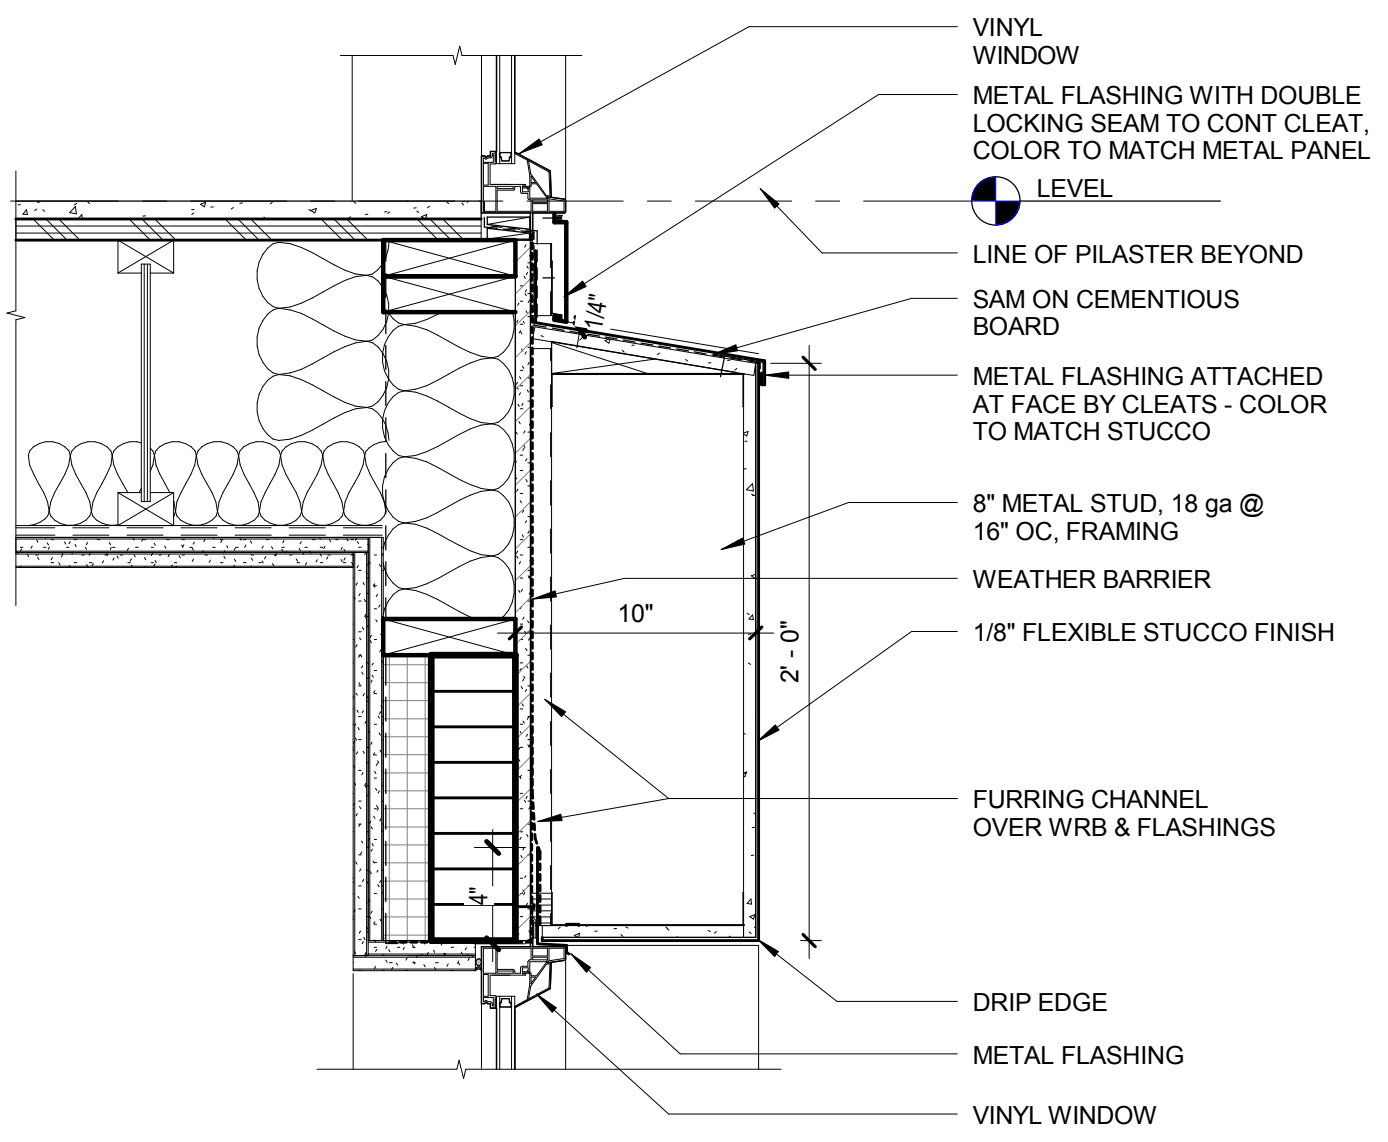 VINYL
WINDOW
METAL FLASHING WITH DOUBLE
LOCKING SEAM TO CONT CLEAT,
COLOR TO MATCH METAL PANEL
LEVEL
LINE OF PILASTER BEYOND
SAM ON CEMENTIOUS
BOARD
1/4"
METAL FLASHING ATTACHED
AT FACE BY CLEATS - COLOR
TO MATCH STUCCO
8" METAL STUD, 18 ga @
16" OC, FRAMING
WEATHER BARRIER
10"
1/8" FLEXIBLE STUCCO FINISH
2' - 0"
FURRING CHANNEL
OVER WRB & FLASHINGS
4"
DRIP EDGE
METAL FLASHING
VINYL WINDOW